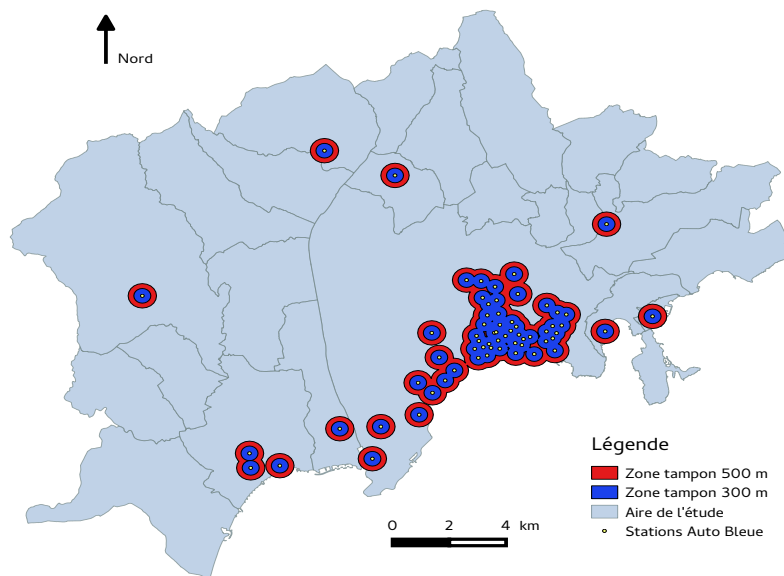 Nord
Légende
Zone tampon 500 m
Zone tampon 300 m
Aire de l'étude
Stations Auto Bleue
0 2 4 km